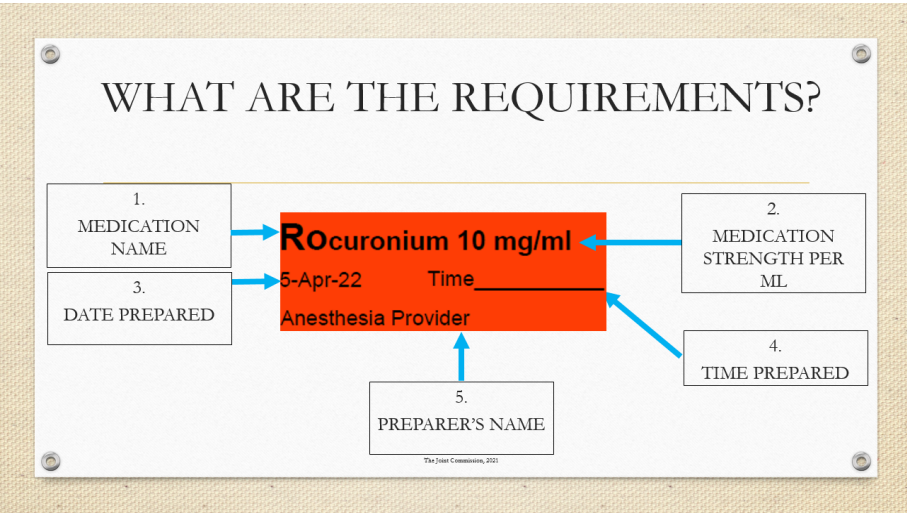 WHAT ARE THE REQUIREMENTS?
1.
MEDICATION
NAME
2.
MEDICATION
STRENGTH PER
ML
3.
DATE PREPARED
Rocuronium 10 mg/ml
5-Apr-22 Time____________
Anesthesia Provider
4.
TIME PREPARED
5.
PREPARER'S NAME
The Joint Commission, 2021